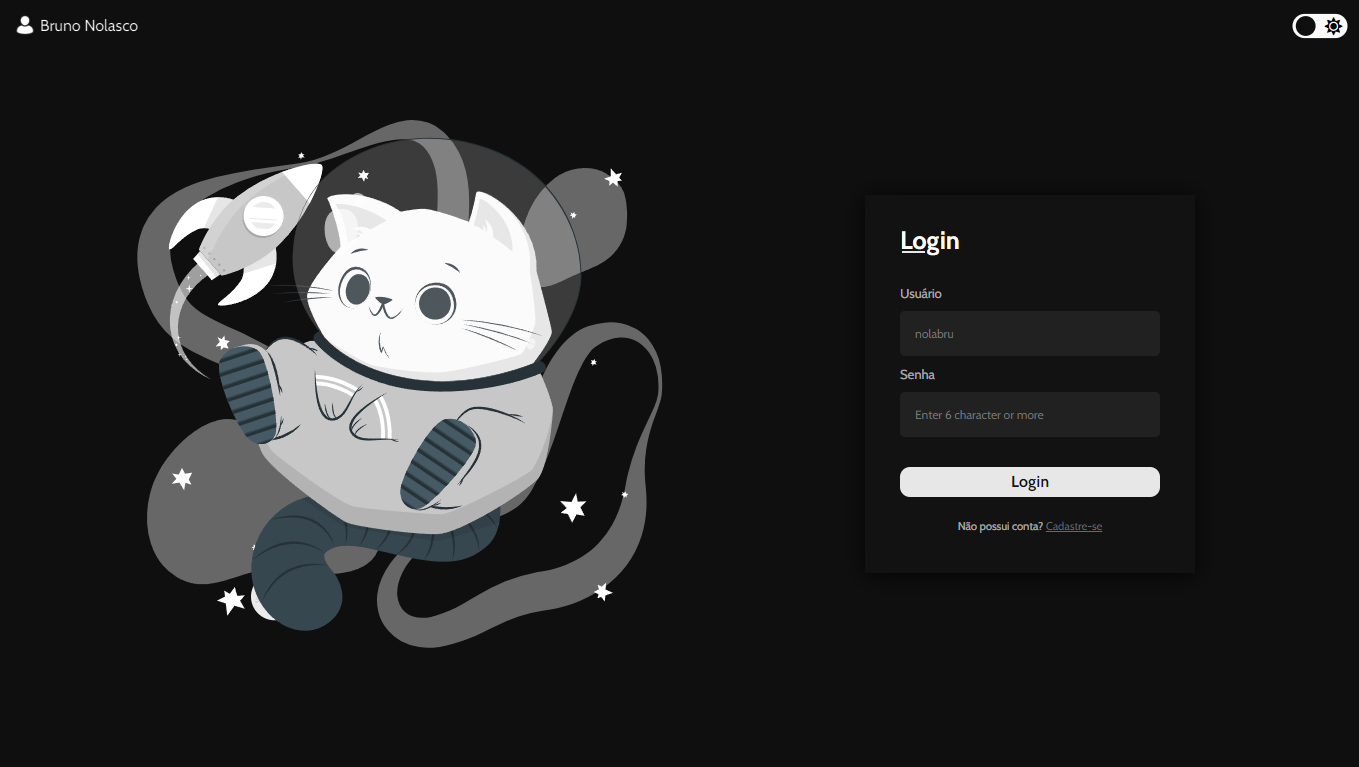 Bruno Nolasco
Login
Usuário
nolabru
Senha
Enter 6 character or more
Login
Não possui conta? Cadastre-se